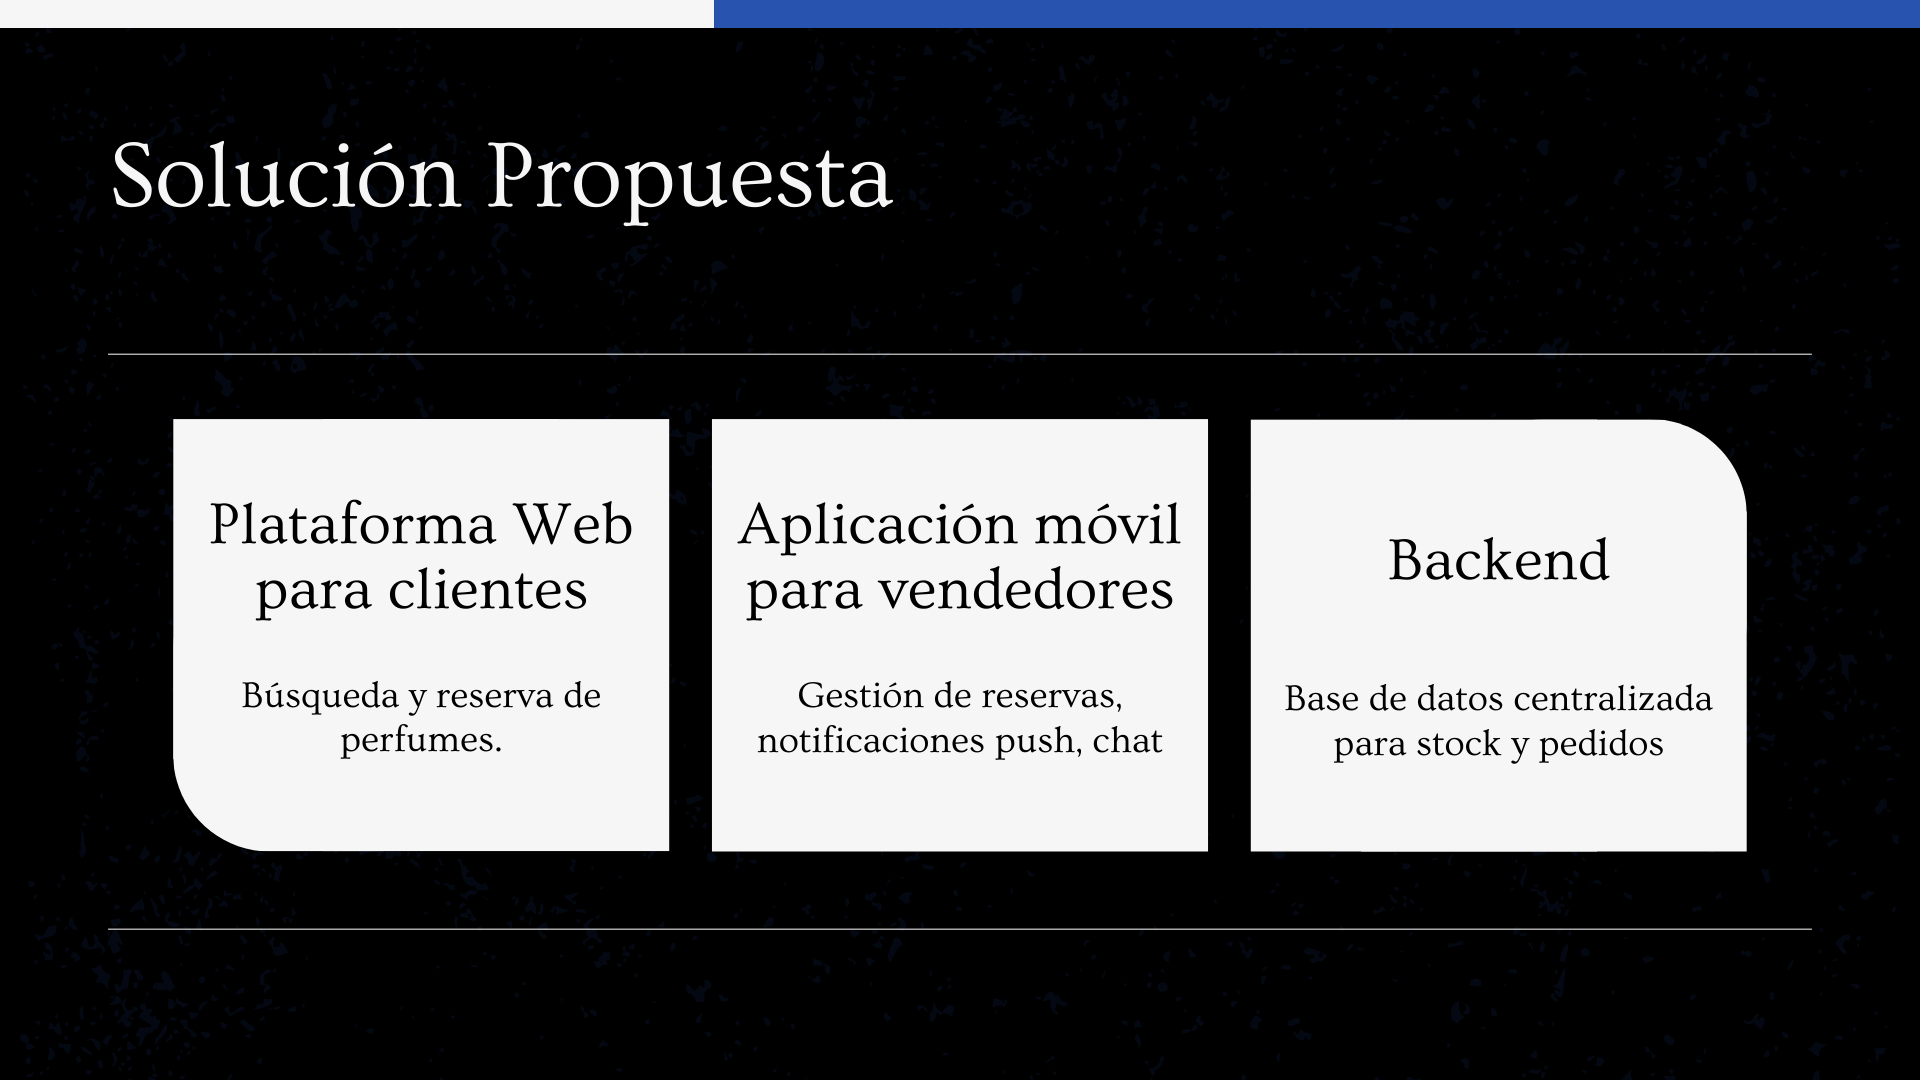 Solución Propuesta
Plataforma Web
para clientes
Búsqueda y reserva de
perfumes.
Aplicación móvil
para vendedores
Gestión de reservas,
notificaciones push, chat
Backend
Base de datos centralizada
para stock y pedidos